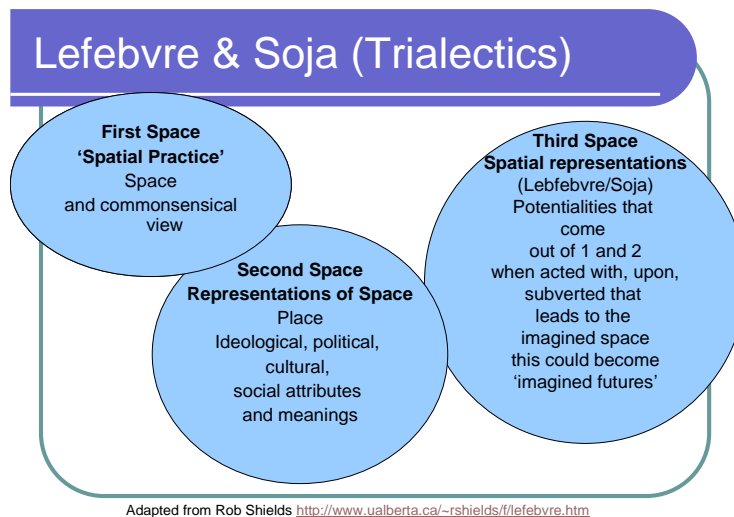 Lefebvre & Soja (Trialectics)
First Space
‘Spatial Practice’
Space
and commonsensical
view
Second Space
Representations of Space
Place
Ideological, political,
cultural,
social attributes
and meanings
Third Space
Spatial representations
(Lebfebvre/Soja)
Potentialities that
come
out of 1 and 2
when acted with, upon,
subverted that
leads to the
imagined space
this could become
‘imagined futures’
Adapted from Rob Shields http://www.ualberta.ca/~rshields/f/lefebvre.htm